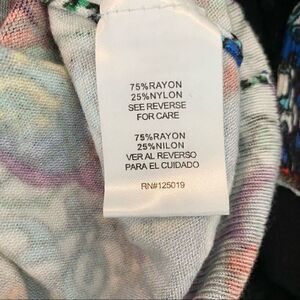 75%RAYON
25%NYLON
SEE REVERSE
FOR CARE
75%RAYON
25%NILON
VER AL REVERSO
PARA EL CUIDADO
RN#125019